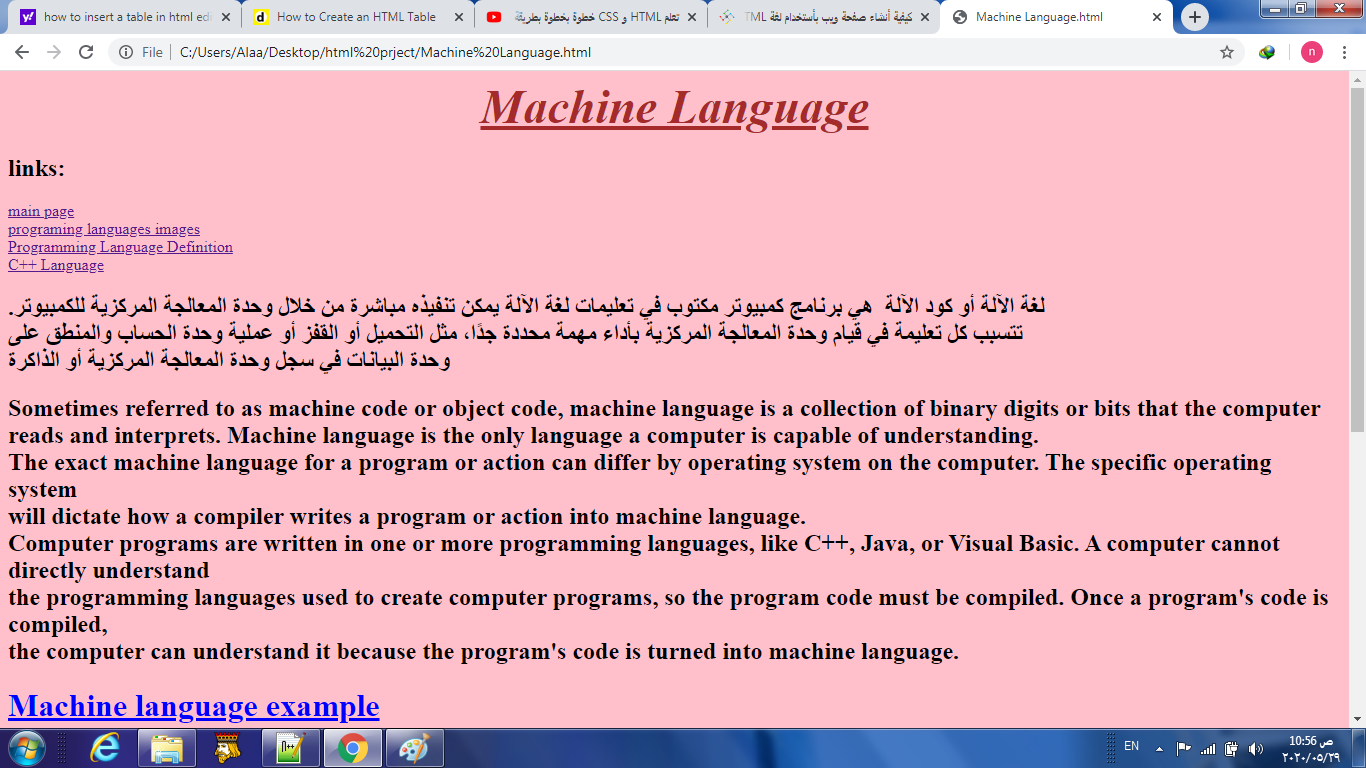 how to insert a table in html edi
How to Create an HTML Table
تعلم HTML و CSS خطوة بخطوة بطريقة
كيفية أنشاء صفحة ويب بأستخدام لغة TML
Machine Language.html
File
C:/Users/Alaa/Desktop/html%20prject/Machine%20Language.html
n
Machine Language
links:
main page
programing languages images
Programming Language Definition
C++ Language
لغة الآلة أو كود الآلة هي برنامج كمبيوتر مكتوب في تعليمات لغة الآلة يمكن تنفيذه مباشرة من خلال وحدة المعالجة المركزية للكمبيوتر.
تتسبب كل تعليمة في قيام وحدة المعالجة المركزية بأداء مهمة محددة جدًا، مثل التحميل أو القفز أو عملية وحدة الحساب والمنطق على
وحدة البيانات في سجل وحدة المعالجة المركزية أو الذاكرة
Sometimes referred to as machine code or object code, machine language is a collection of binary digits or bits that the computer
reads and interprets. Machine language is the only language a computer is capable of understanding.
The exact machine language for a program or action can differ by operating system on the computer. The specific operating
system
will dictate how a compiler writes a program or action into machine language.
Computer programs are written in one or more programming languages, like C++, Java, or Visual Basic. A computer cannot
directly understand
the programming languages used to create computer programs, so the program code must be compiled. Once a program's code is
compiled,
the computer can understand it because the program's code is turned into machine language.
Machine language example
EN
10:56 ص
٢٠٢٠/٠٥/٢٩